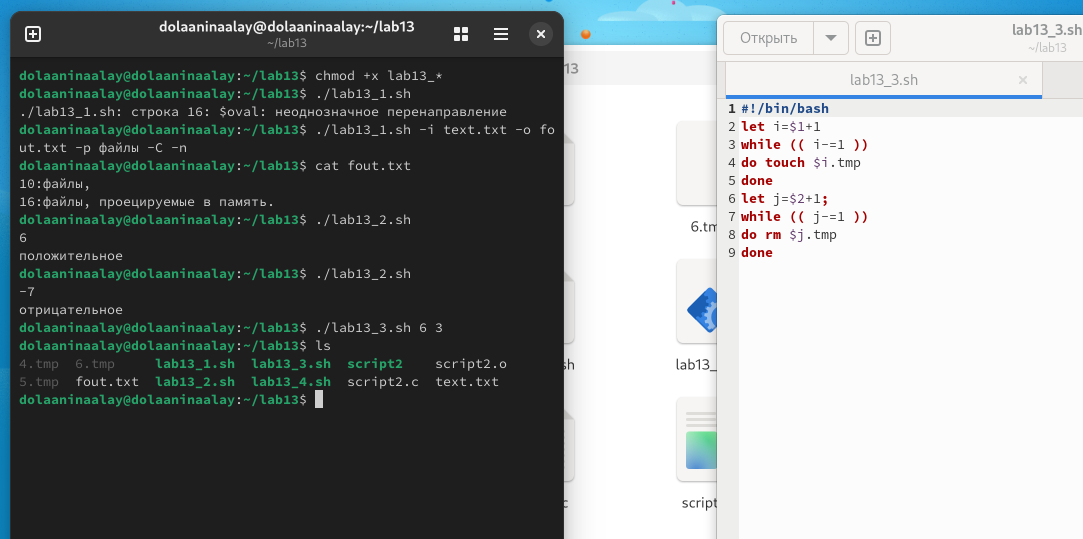 dolaaninaalay@dolaaninaalay:~/lab13
~/lab13
dolaaninaalay@dolaaninaalay:~/lab13$ chmod +x lab13_*
dolaaninaalay@dolaaninaalay:~/lab13$ ./lab13_1.sh
./lab13_1.sh: строка 16: $oval: неоднозначное перенаправление
dolaaninaalay@dolaaninaalay:~/lab13$ ./lab13_1.sh -i text.txt -o fo
ut.txt -p файлы -C -n
dolaaninaalay@dolaaninaalay:~/lab13$ cat fout.txt
10:файлы,
16:файлы, проецируемые в память.
dolaaninaalay@dolaaninaalay:~/lab13$ ./lab13_2.sh
6
положительное
dolaaninaalay@dolaaninaalay:~/lab13$ ./lab13_2.sh
-7
отрицательное
dolaaninaalay@dolaaninaalay:~/lab13$ ./lab13_3.sh 6 3
dolaaninaalay@dolaaninaalay:~/lab13$ ls
4.tmp 6.tmp lab13_1.sh lab13_3.sh script2 script2.o
5.tmp fout.txt lab13_2.sh lab13_4.sh script2.c text.txt
dolaaninaalay@dolaaninaalay:~/lab13$
13
6.tm
sh
lab13_
c
script
Открыть
lab13_3.sh
~/lab13
lab13_3.sh
1 #!/bin/bash
2 let i=$1+1
3 while (( i-=1 ))
4 do touch $i.tmp
5 done
6 let j=$2+1;
7 while (( j-=1 ))
8 do rm $j.tmp
9 done